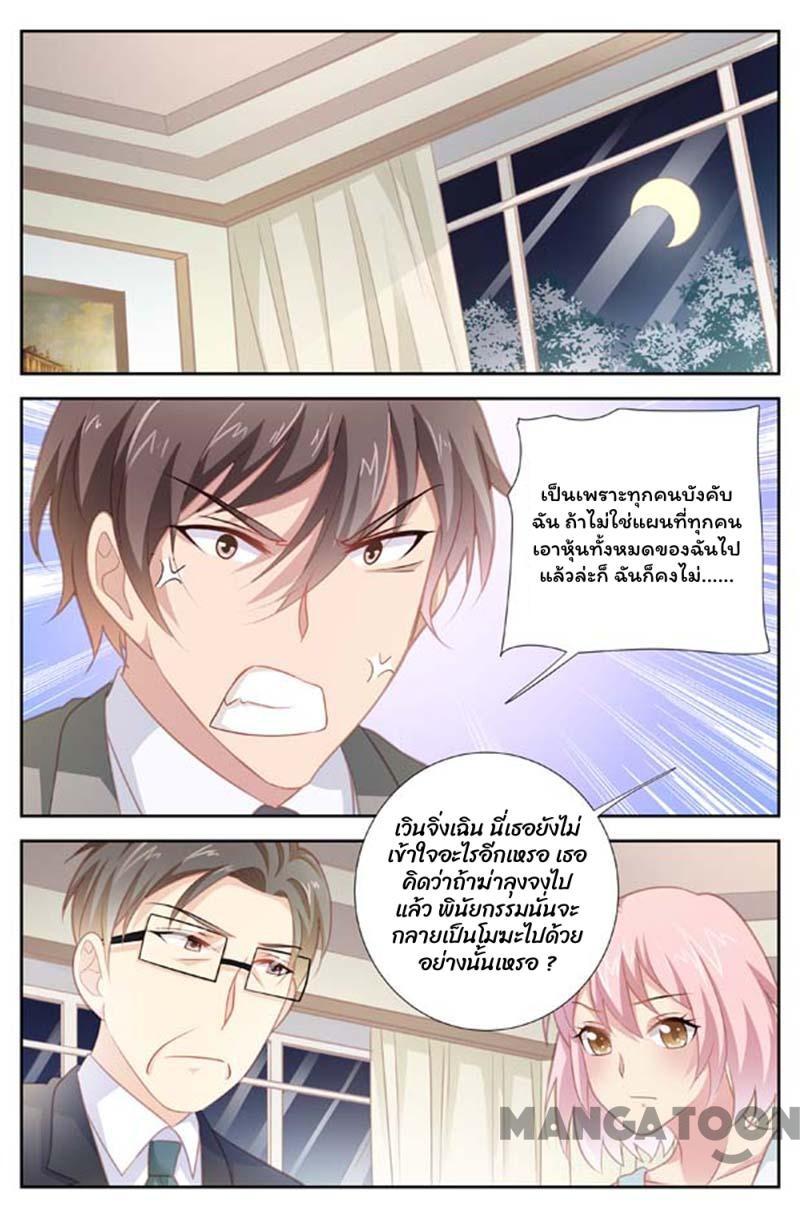 เป็นเพราะทุกคนบังคับ
ฉัน ถ้าไม่ใช่แผนที่ทุกคน
เอาหุ้นทั้งหมดของฉันไป
แล้วล่ะก็ ฉันก็คงไม่......
เวินจิ่งเฉิน นี่เธอยังไม่
เข้าใจอะไรอีกเหรอ เธอ
คิดว่าถ้าฆ่าลุงจงไป
แล้ว พินัยกรรมนั่นจะ
กลายเป็นโมฆะไปด้วย
อย่างนั้นเหรอ ?
MANGATOON